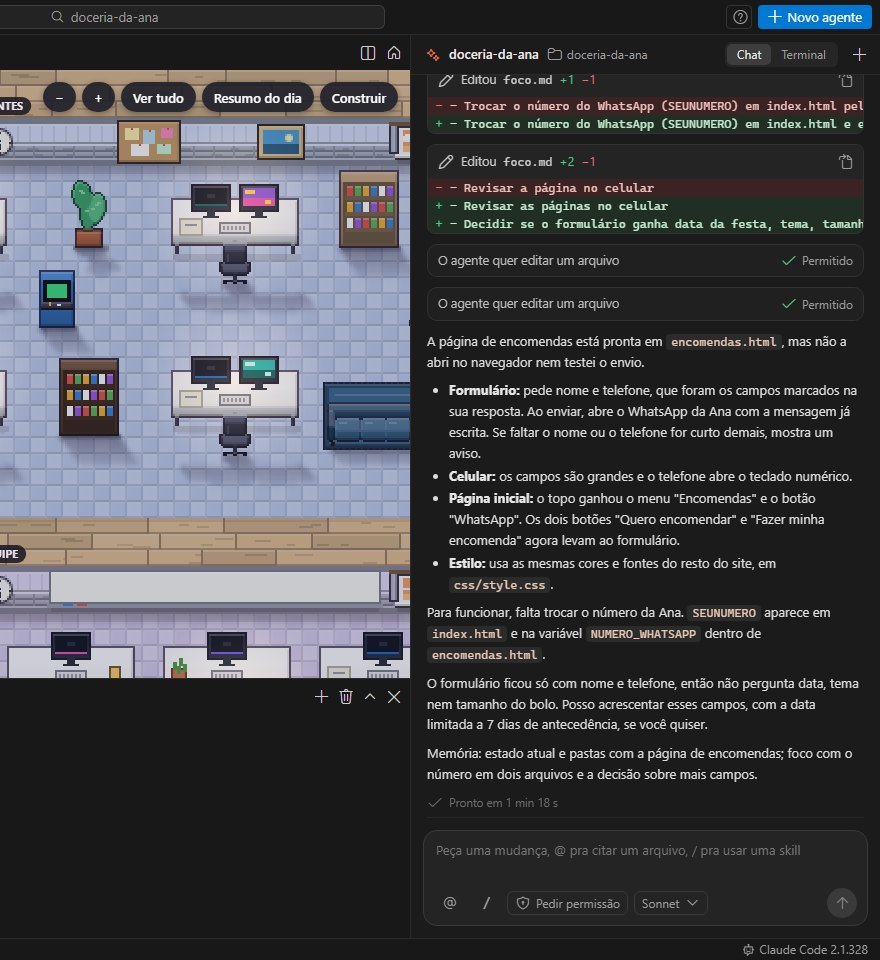 doceria-da-ana
Novo agente
NTES
−
+
Ver tudo
Resumo do dia
Construir
UIPE
doceria-da-ana
doceria-da-ana
Chat
Terminal
Editou foco.md +1 −1
- – Trocar o número do WhatsApp (SEUNUMERO) em index.html pel
+ – Trocar o número do WhatsApp (SEUNUMERO) em index.html e e
Editou foco.md +2 −1
- – Revisar a página no celular
+ – Revisar as páginas no celular
+ – Decidir se o formulário ganha data da festa, tema, tamanh
O agente quer editar um arquivo
Permitido
O agente quer editar um arquivo
Permitido
A página de encomendas está pronta em encomendas.html, mas não a
abri no navegador nem testei o envio.
• Formulário: pede nome e telefone, que foram os campos marcados na
sua resposta. Ao enviar, abre o WhatsApp da Ana com a mensagem já
escrita. Se faltar o nome ou o telefone for curto demais, mostra um
aviso.
• Celular: os campos são grandes e o telefone abre o teclado numérico.
• Página inicial: o topo ganhou o menu "Encomendas" e o botão
"WhatsApp". Os dois botões "Quero encomendar" e "Fazer minha
encomenda" agora levam ao formulário.
• Estilo: usa as mesmas cores e fontes do resto do site, em
css/style.css.
Para funcionar, falta trocar o número da Ana. SEUNUMERO aparece em
index.html e na variável NUMERO_WHATSAPP dentro de
encomendas.html.
O formulário ficou só com nome e telefone, então não pergunta data, tema
nem tamanho do bolo. Posso acrescentar esses campos, com a data
limitada a 7 dias de antecedência, se você quiser.
Memória: estado atual e pastas com a página de encomendas; foco com o
número em dois arquivos e a decisão sobre mais campos.
Pronto em 1 min 18 s
Peça uma mudança, @ pra citar um arquivo, / pra usar uma skill
@
/
Pedir permissão
Sonnet
Claude Code 2.1.328